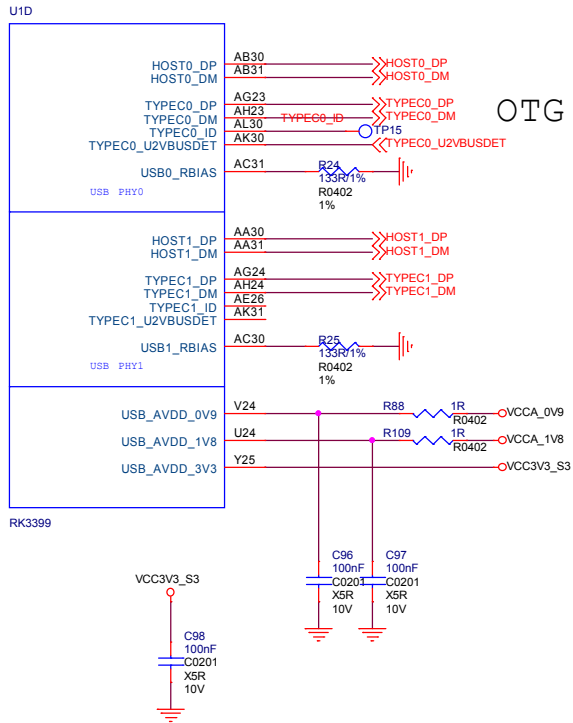 U1D
HOST0_DP AB30 HOST0_DP
HOST0_DM AB31 HOST0_DM
TYPEC0_DP AG23 TYPEC0_DP
TYPEC0_DM AH23 TYPEC0_DM
TYPEC0_ID AL30 TYPEC0_ID TP15
TYPEC0_U2VBUSDET AK30 TYPEC0_U2VBUSDET
OTG
USB0_RBIAS AC31 R24
133R/1%
R0402
1%
USB PHY0
HOST1_DP AA30 HOST1_DP
HOST1_DM AA31 HOST1_DM
TYPEC1_DP AG24 TYPEC1_DP
TYPEC1_DM AH24 TYPEC1_DM
TYPEC1_ID AE26
TYPEC1_U2VBUSDET AK31
USB1_RBIAS AC30 R25
133R/1%
R0402
1%
USB PHY1
USB_AVDD_0V9 V24 R88 1R VCCA_0V9
R0402
USB_AVDD_1V8 U24 R109 1R VCCA_1V8
R0402
USB_AVDD_3V3 Y25 VCC3V3_S3
RK3399
C96
100nF
C0201
X5R
10V
C97
100nF
C0201
X5R
10V
VCC3V3_S3
C98
100nF
C0201
X5R
10V